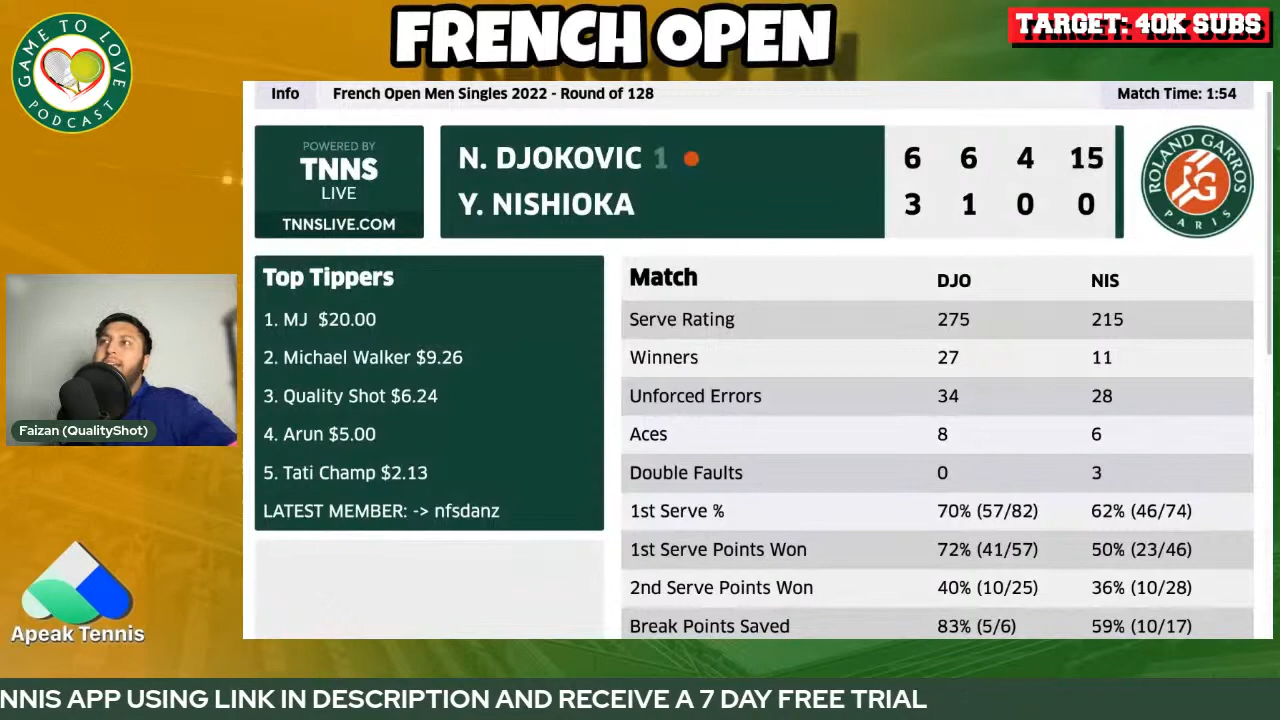 FRENCH OPEN
TARGET: 40K SUBS
GAME TO LOVE
PODCAST
Info French Open Men Singles 2022 - Round of 128 Match Time: 1:54
POWERED BY
TNNS
LIVE
TNNSLIVE.COM
N. DJOKOVIC 1 6 6 4 15
Y. NISHIOKA 3 1 0 0
ROLAND GARROS
RG
PARIS
Top Tippers
1. MJ $20.00
2. Michael Walker $9.26
3. Quality Shot $6.24
4. Arun $5.00
5. Tati Champ $2.13
LATEST MEMBER: -> nfsdanz
Match DJO NIS
Serve Rating 275 215
Winners 27 11
Unforced Errors 34 28
Aces 8 6
Double Faults 0 3
1st Serve % 70% (57/82) 62% (46/74)
1st Serve Points Won 72% (41/57) 50% (23/46)
2nd Serve Points Won 40% (10/25) 36% (10/28)
Break Points Saved 83% (5/6) 59% (10/17)
Faizan (QualityShot)
Apeak Tennis
NNIS APP USING LINK IN DESCRIPTION AND RECEIVE A 7 DAY FREE TRIAL